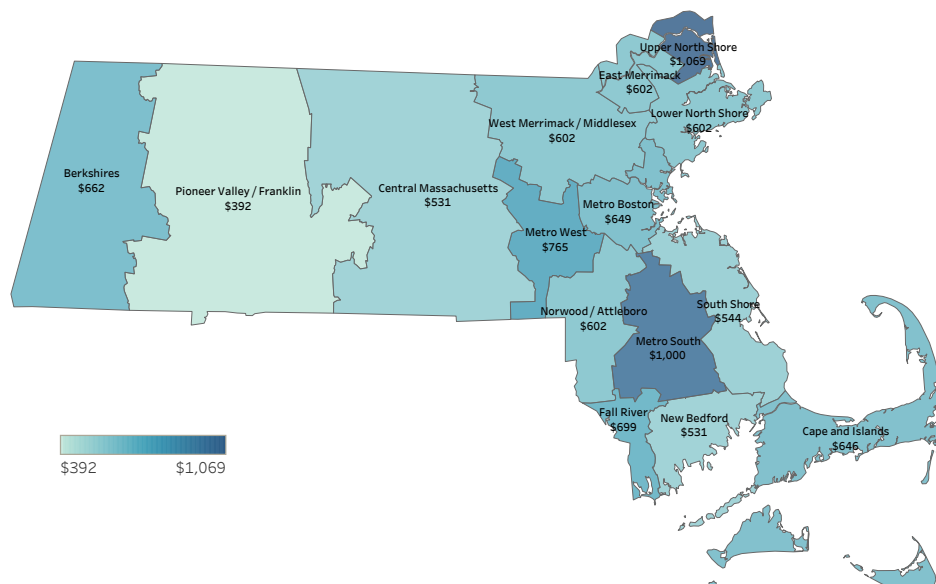 Upper North Shore
$1,069
East Merrimack
$602
Lower North Shore
$602
West Merrimack / Middlesex
$602
Berkshires
$662
Pioneer Valley / Franklin
$392
Central Massachusetts
$531
Metro Boston
$649
Metro West
$765
South Shore
$544
Norwood / Attleboro
$602
Metro South
$1,000
Fall River
$699
New Bedford
$531
Cape and Islands
$646
$392 $1,069